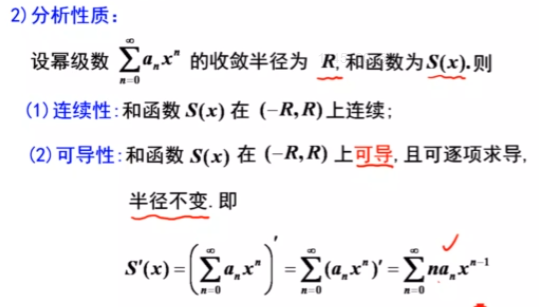 2)分析性质:
设幂级数 $\sum_{n=0}^{\infty} a_n x^n$ 的收敛半径为 R,和函数为S(x).则
(1)连续性:和函数 S(x) 在 (−R,R)上连续;
(2)可导性:和函数 S(x) 在 (−R,R) 上可导,且可逐项求导,
半径不变.即
$S'(x)=\left(\sum_{n=0}^{\infty} a_n x^n\right)'=\sum_{n=0}^{\infty}(a_n x^n)'=\sum_{n=0}^{\infty} na_n x^{n-1}$